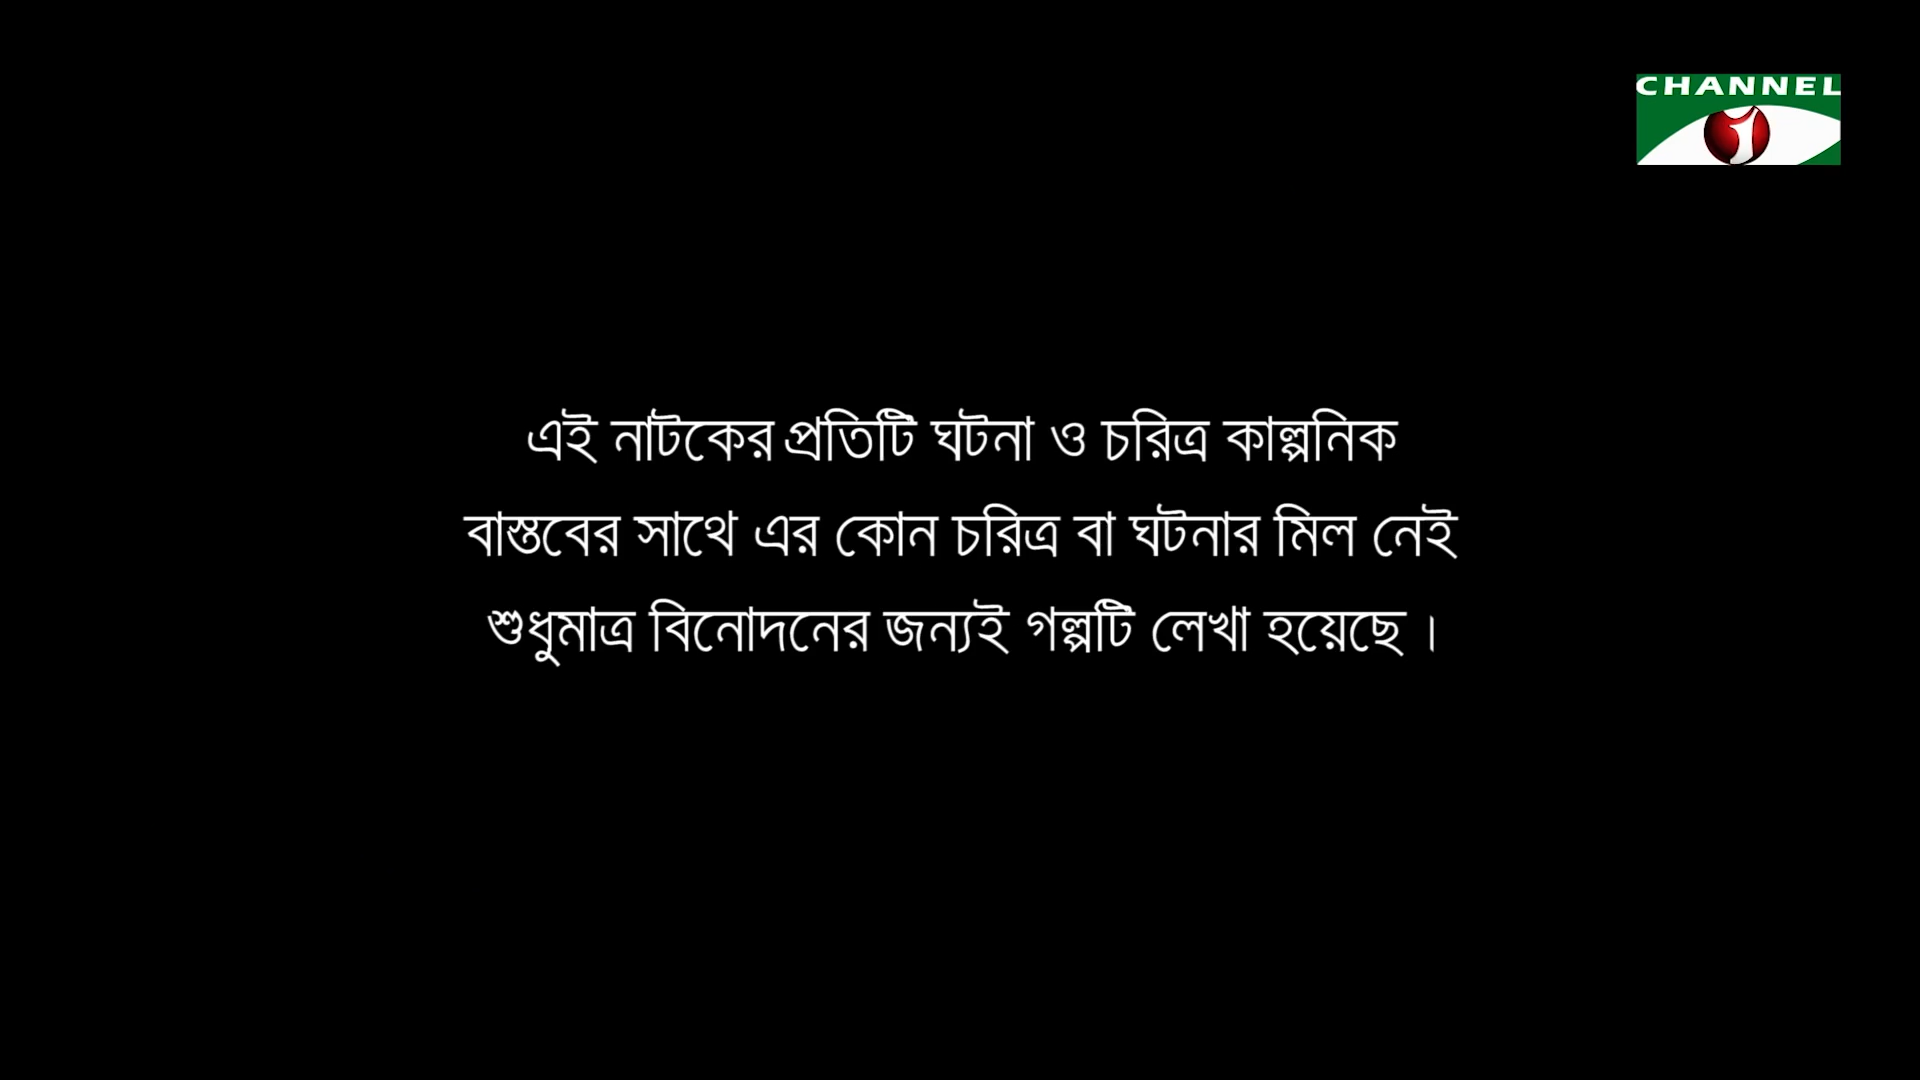 CHANNEL
i
এই নাটকের প্রতিটি ঘটনা ও চরিত্র কাল্পনিক
বাস্তবের সাথে এর কোন চরিত্র বা ঘটনার মিল নেই
শুধুমাত্র বিনোদনের জন্যই গল্পটি লেখা হয়েছে ।